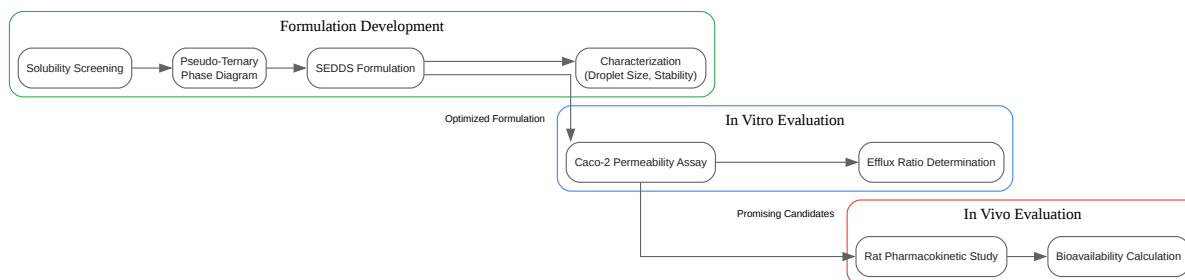 Formulation Development
Solubility Screening
Pseudo-Ternary
Phase Diagram
SEDDS Formulation
Characterization
(Droplet Size, Stability)
Optimized Formulation
In Vitro Evaluation
Caco-2 Permeability Assay
Efflux Ratio Determination
Promising Candidates
In Vivo Evaluation
Rat Pharmacokinetic Study
Bioavailability Calculation